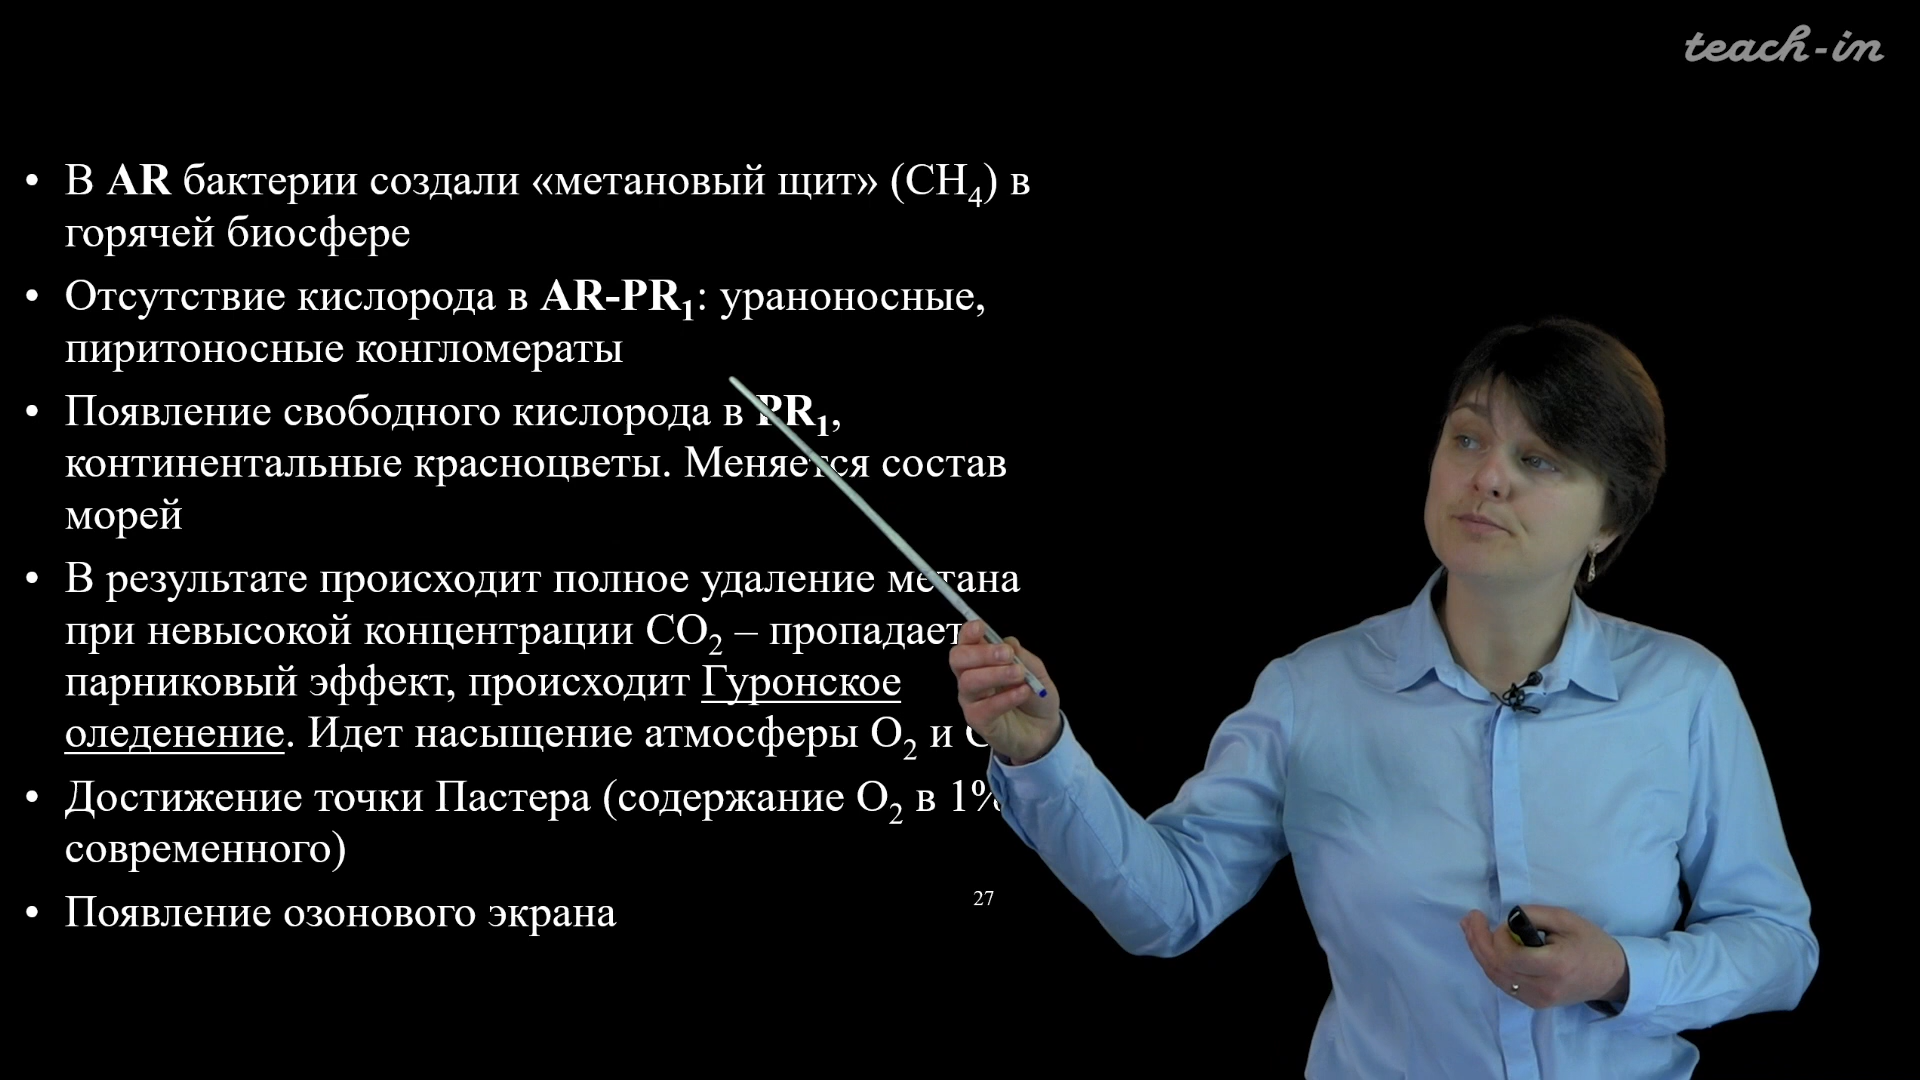 teach-in
• В AR бактерии создали «метановый щит» (CH₄) в
горячей биосфере
• Отсутствие кислорода в AR-PR₁: ураноносные,
пиритоносные конгломераты
• Появление свободного кислорода в PR₁,
континентальные красноцветы. Меняется состав
морей
• В результате происходит полное удаление метана
при невысокой концентрации CO₂ – пропадает
парниковый эффект, происходит Гуронское
оледенение. Идет насыщение атмосферы O₂ и
• Достижение точки Пастера (содержание O₂ в 1%
современного)
• Появление озонового экрана
27